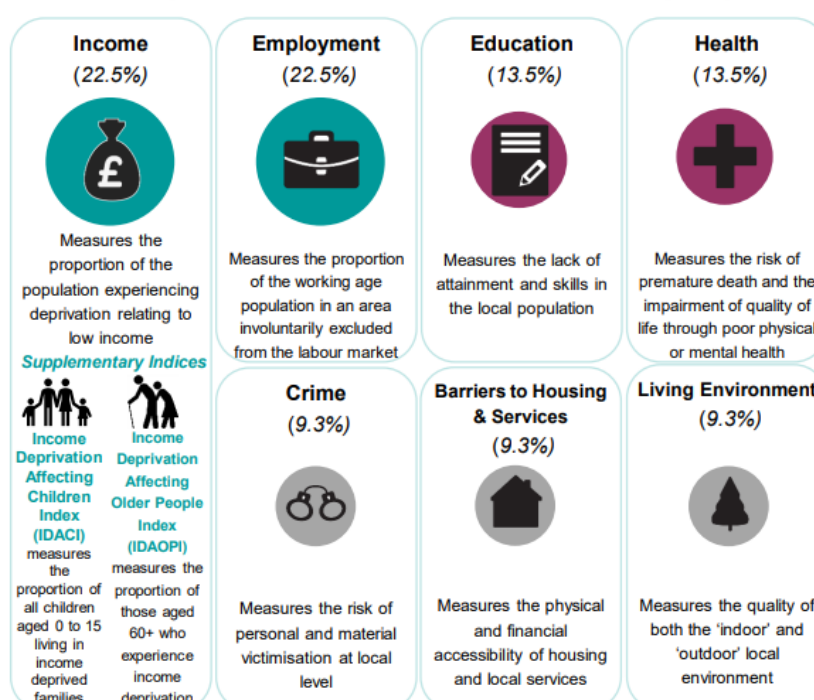 Income
(22.5%)
£
Measures the
proportion of the
population experiencing
deprivation relating to
low income
Supplementary Indices
Income
Deprivation
Affecting
Children
Index
(IDACI)
measures
the
proportion of
all children
aged 0 to 15
living in
income
deprived
families
Income
Deprivation
Affecting
Older People
Index
(IDAOPI)
measures the
proportion of
those aged
60+ who
experience
income
deprivation
Employment
(22.5%)
Measures the proportion
of the working age
population in an area
involuntarily excluded
from the labour market
Education
(13.5%)
Measures the lack of
attainment and skills in
the local population
Health
(13.5%)
Measures the risk of
premature death and the
impairment of quality of
life through poor physical
or mental health
Crime
(9.3%)
Measures the risk of
personal and material
victimisation at local
level
Barriers to Housing
& Services
(9.3%)
Measures the physical
and financial
accessibility of housing
and local services
Living Environment
(9.3%)
Measures the quality of
both the ‘indoor’ and
‘outdoor’ local
environment